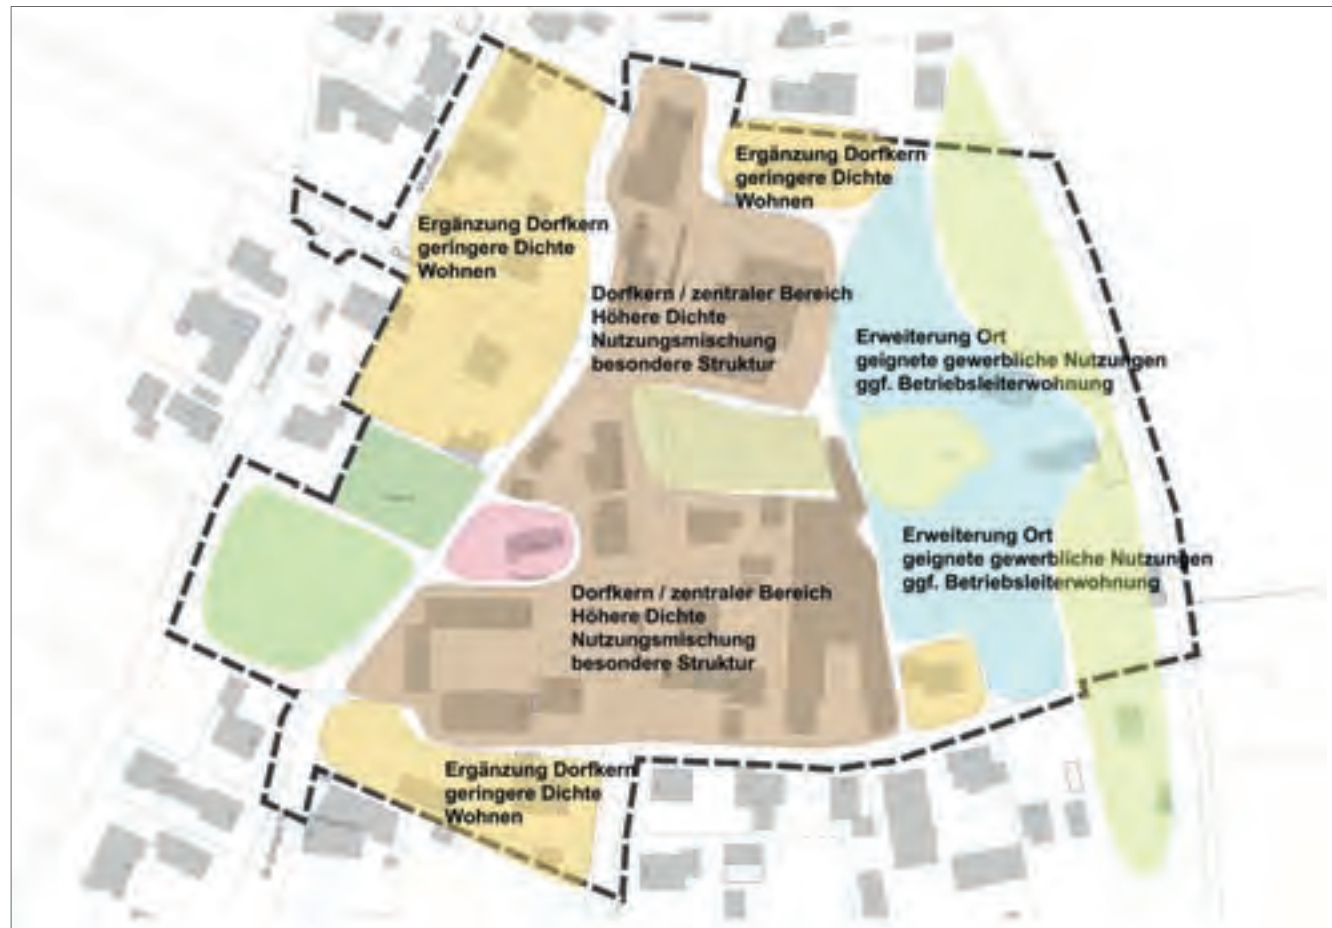 Ergänzung Dorfkern
geringere Dichte
Wohnen
Ergänzung Dorfkern
geringere Dichte
Wohnen
Dorfkern / zentraler Bereich
Höhere Dichte
Nutzungsmischung
besondere Struktur
Erweiterung Ort
geignete gewerbliche Nutzungen
ggf. Betriebsleiterwohnung
Erweiterung Ort
geignete gewerbliche Nutzungen
ggf. Betriebsleiterwohnung
Dorfkern / zentraler Bereich
Höhere Dichte
Nutzungsmischung
besondere Struktur
Ergänzung Dorfkern
geringere Dichte
Wohnen